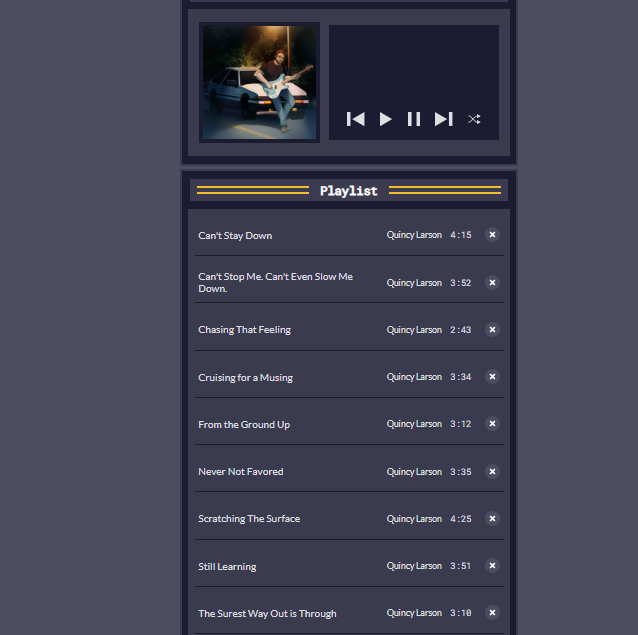 Playlist
Can't Stay Down Quincy Larson 4:15
Can't Stop Me. Can't Even Slow Me
Down. Quincy Larson 3:52
Chasing That Feeling Quincy Larson 2:43
Cruising for a Musing Quincy Larson 3:34
From the Ground Up Quincy Larson 3:12
Never Not Favored Quincy Larson 3:35
Scratching The Surface Quincy Larson 4:25
Still Learning Quincy Larson 3:51
The Surest Way Out is Through Quincy Larson 3:10